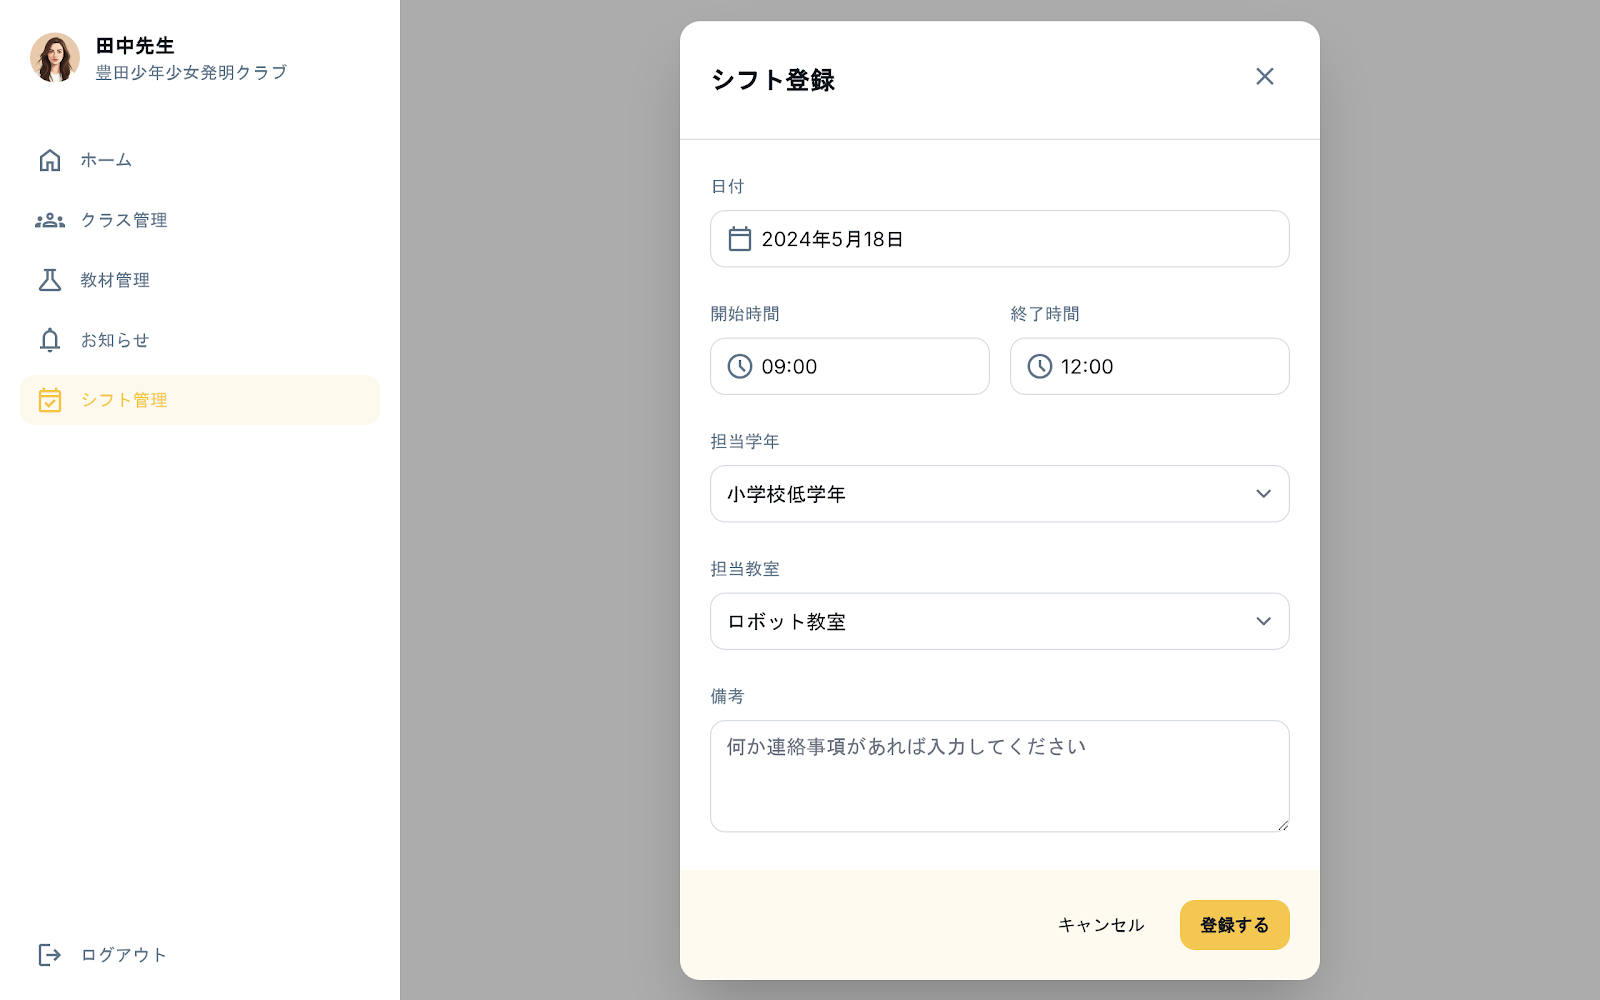 田中先生
豊田少年少女発明クラブ
ホーム
クラス管理
教材管理
お知らせ
シフト管理
ログアウト
シフト登録
日付
2024年5月18日
開始時間
終了時間
09:00
12:00
担当学年
小学校低学年
担当教室
ロボット教室
備考
何か連絡事項があれば入力してください
キャンセル
登録する